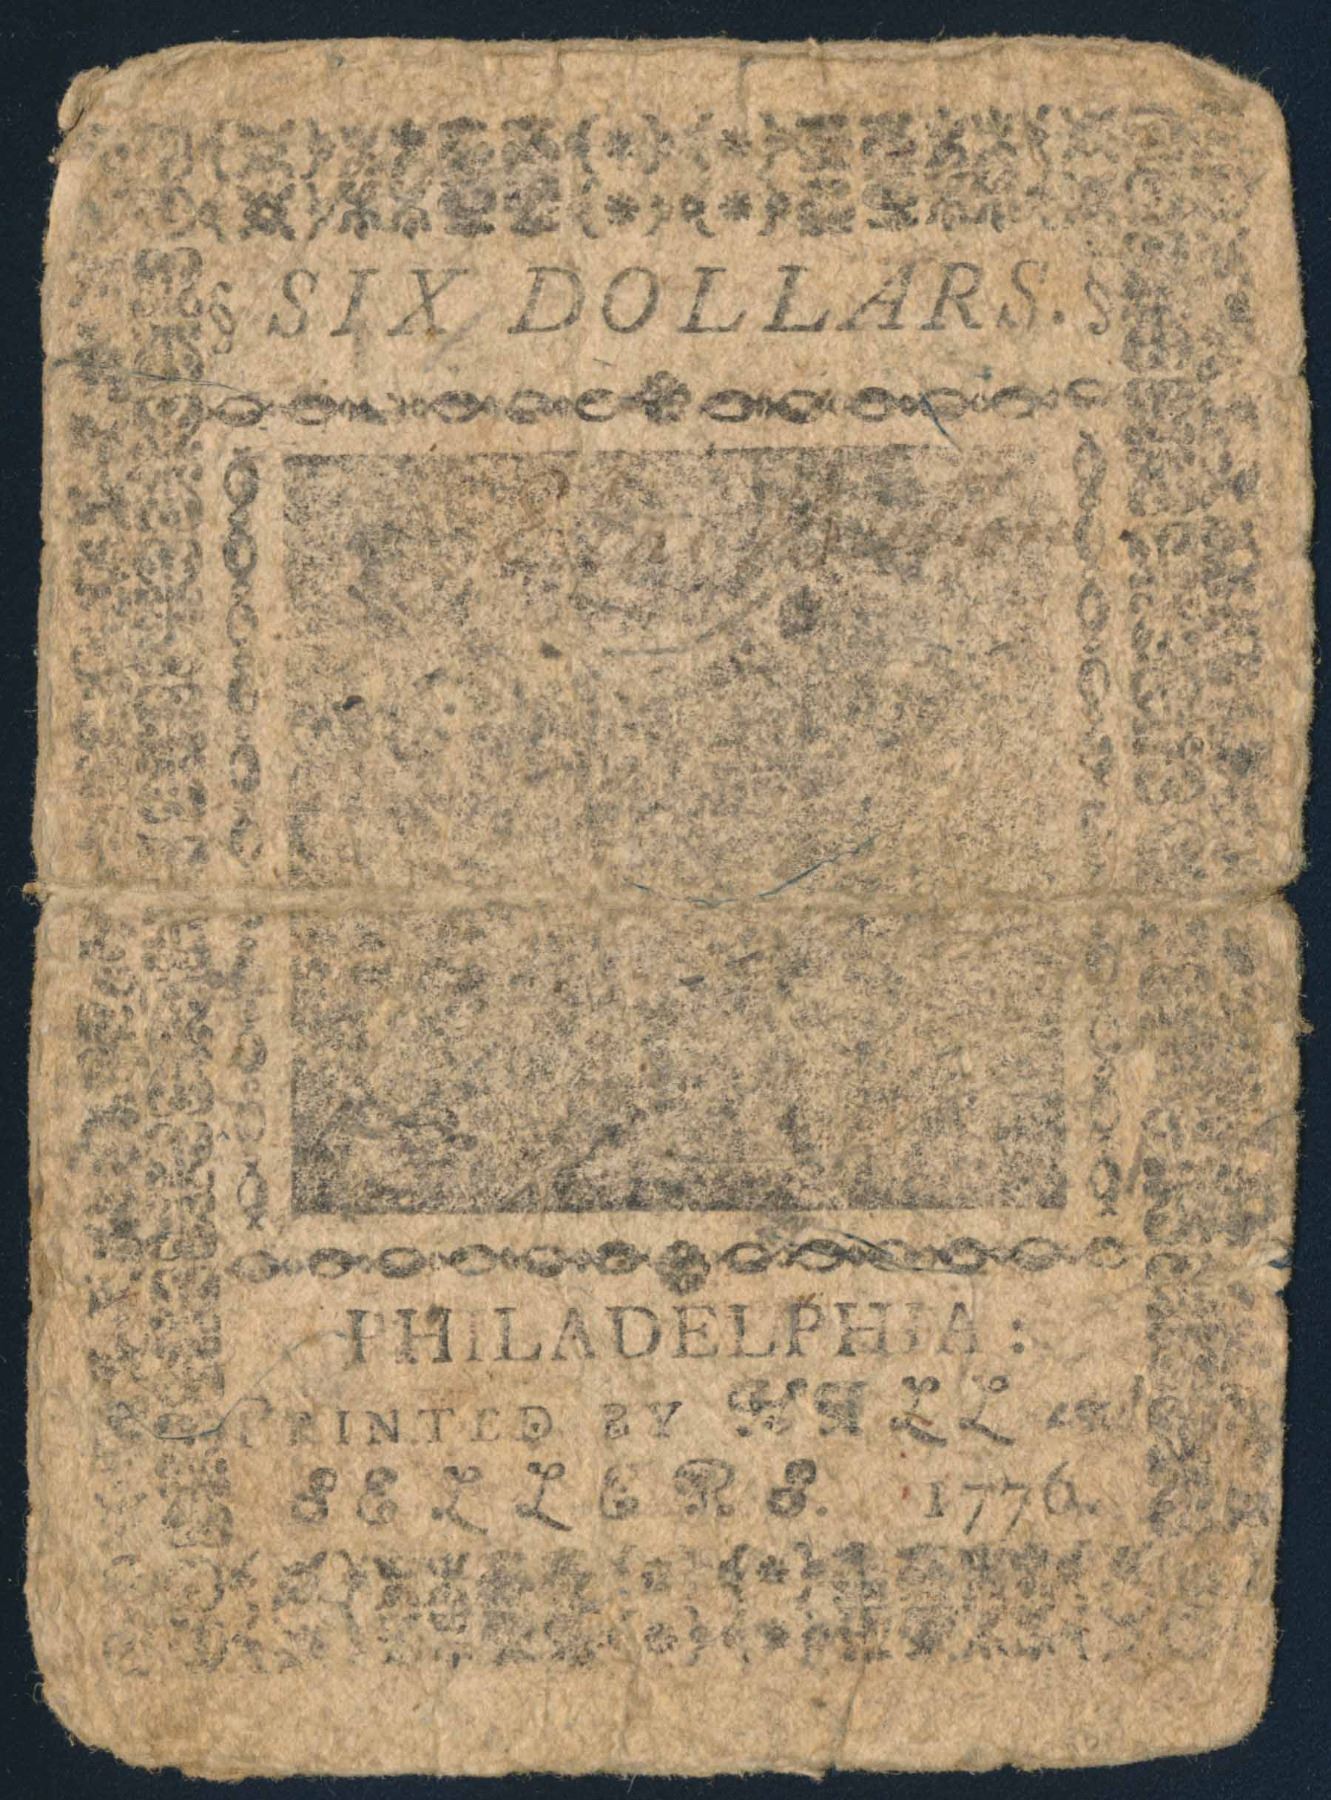 § SIX DOLLARS. §
PHILADELPHIA:
PRINTED BY HALL and
SELLERS. 1776.